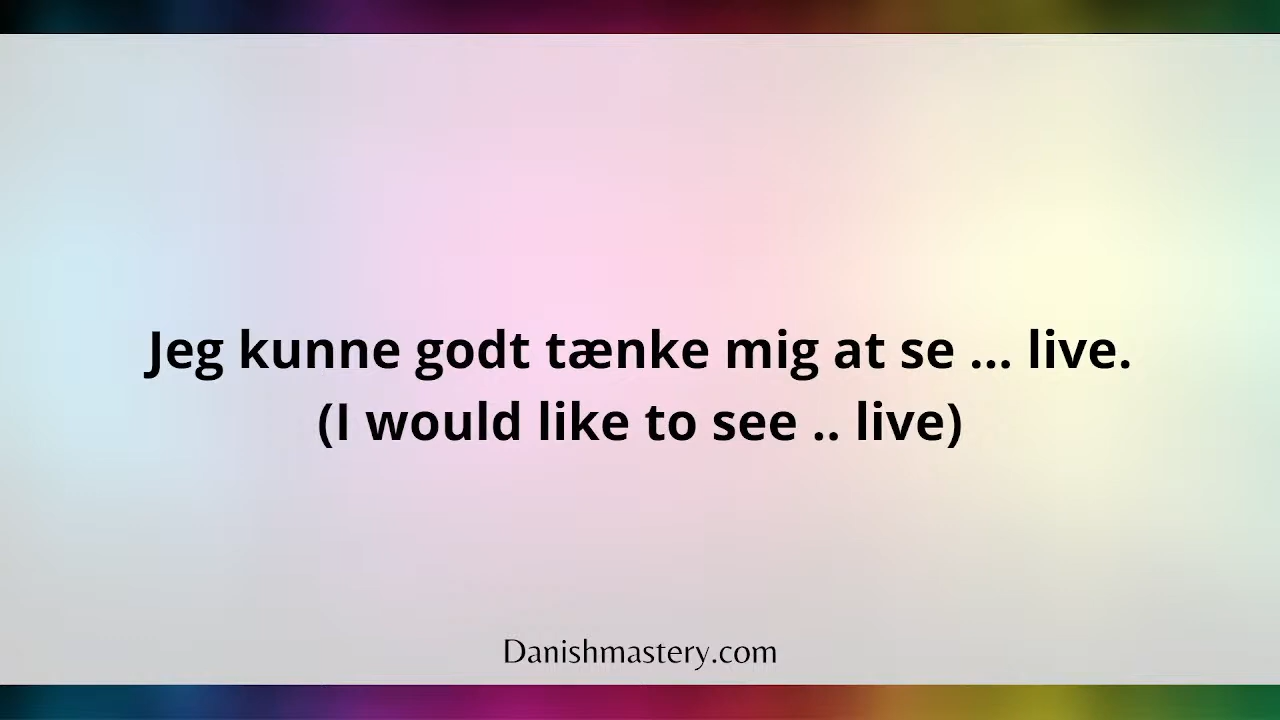 Jeg kunne godt tænke mig at se ... live.
(I would like to see .. live)
Danishmastery.com